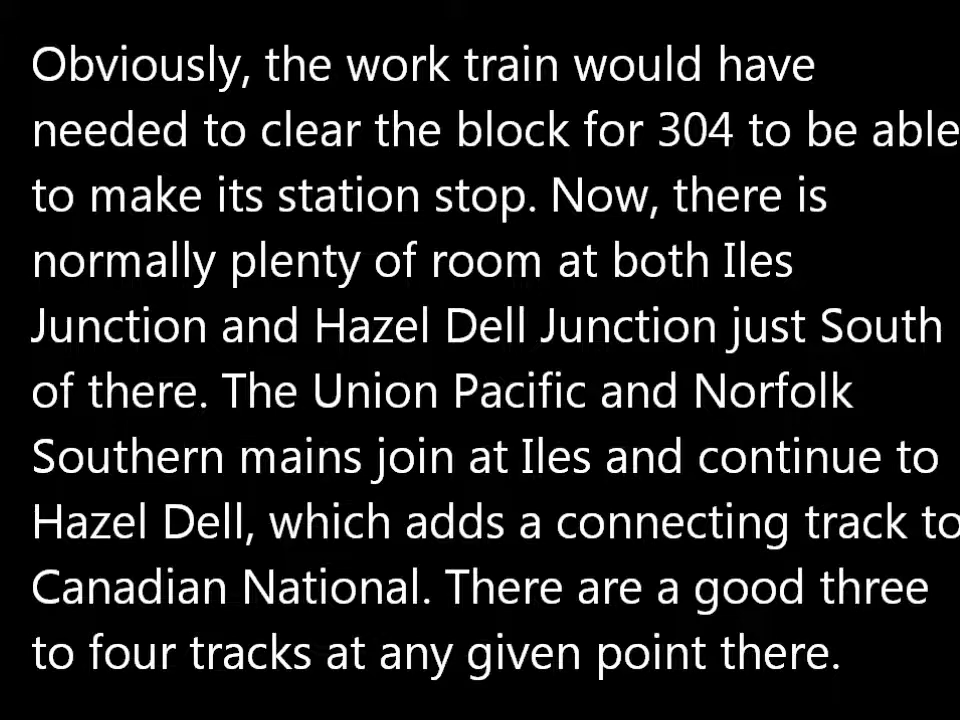 Obviously, the work train would have
needed to clear the block for 304 to be able
to make its station stop. Now, there is
normally plenty of room at both Iles
Junction and Hazel Dell Junction just South
of there. The Union Pacific and Norfolk
Southern mains join at Iles and continue to
Hazel Dell, which adds a connecting track to
Canadian National. There are a good three
to four tracks at any given point there.